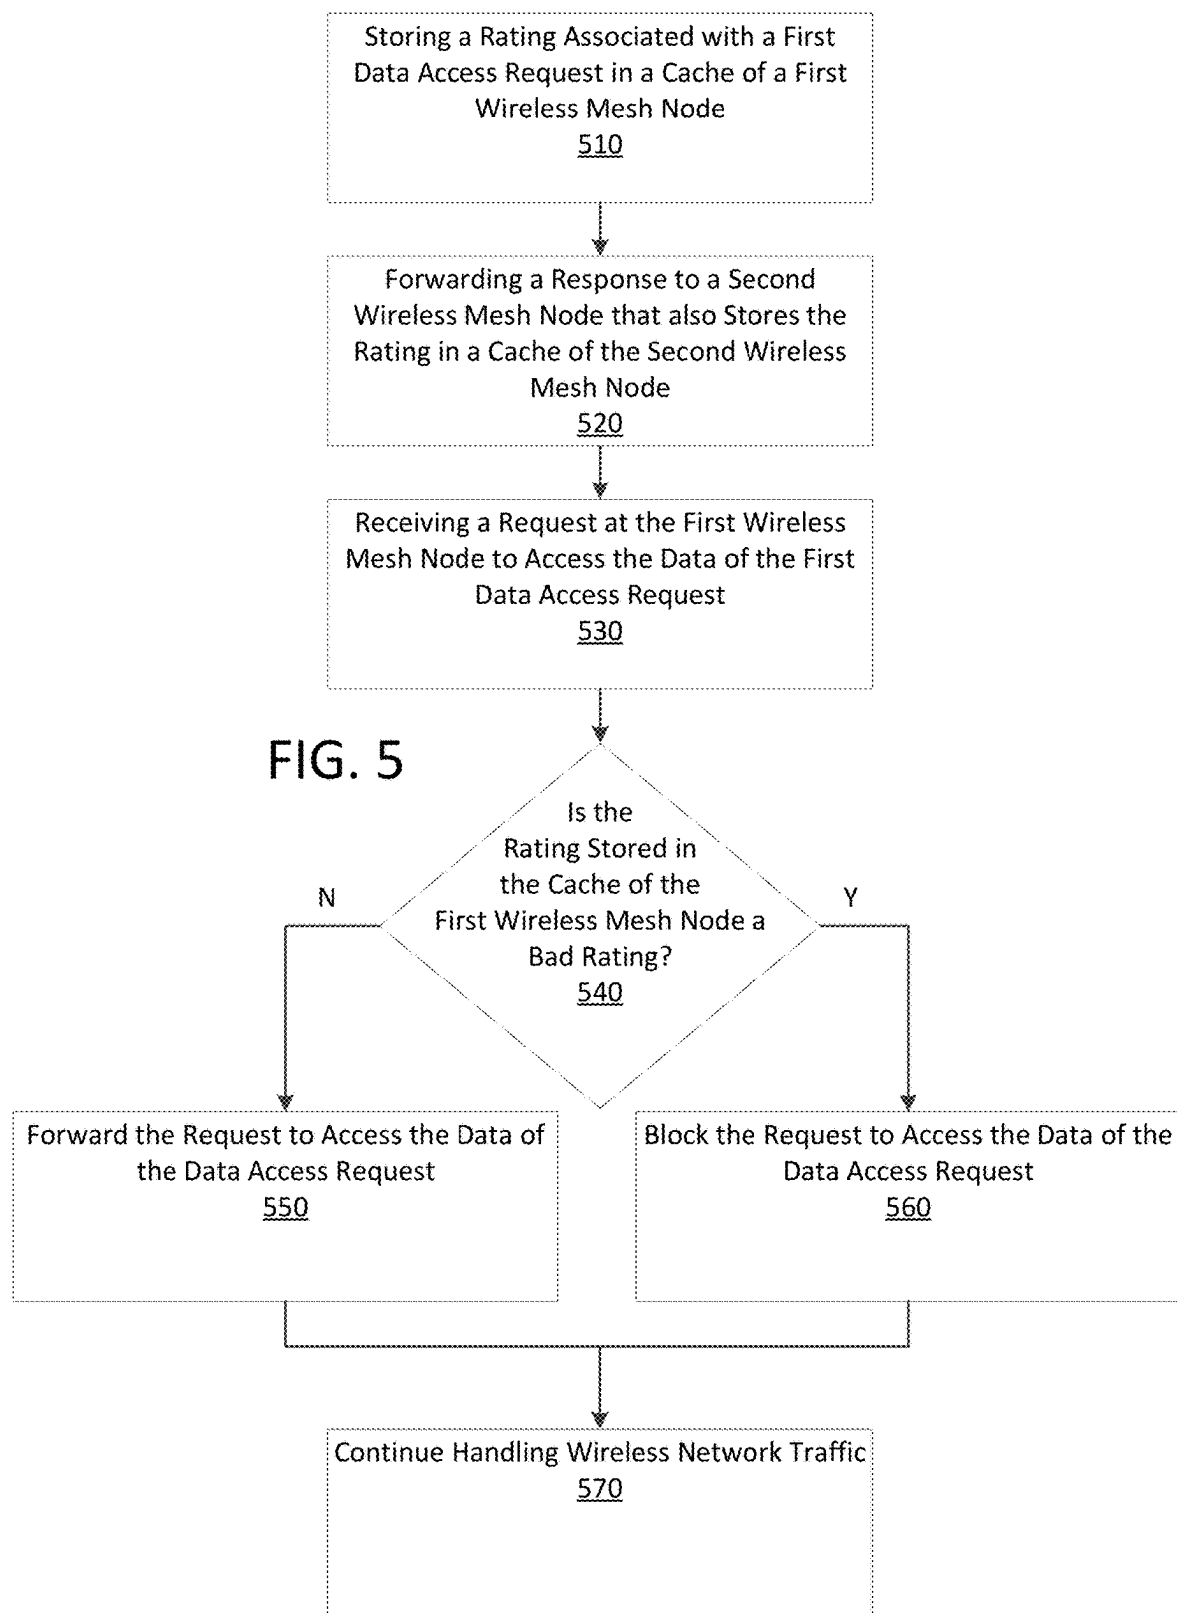 Storing a Rating Associated with a First
Data Access Request in a Cache of a First
Wireless Mesh Node
510
Forwarding a Response to a Second
Wireless Mesh Node that also Stores the
Rating in a Cache of the Second Wireless
Mesh Node
520
Receiving a Request at the First Wireless
Mesh Node to Access the Data of the First
Data Access Request
530
FIG. 5
Is the
Rating Stored in
the Cache of the
First Wireless Mesh Node a
Bad Rating?
540
N
Y
Forward the Request to Access the Data of
the Data Access Request
550
Block the Request to Access the Data of the
Data Access Request
560
Continue Handling Wireless Network Traffic
570